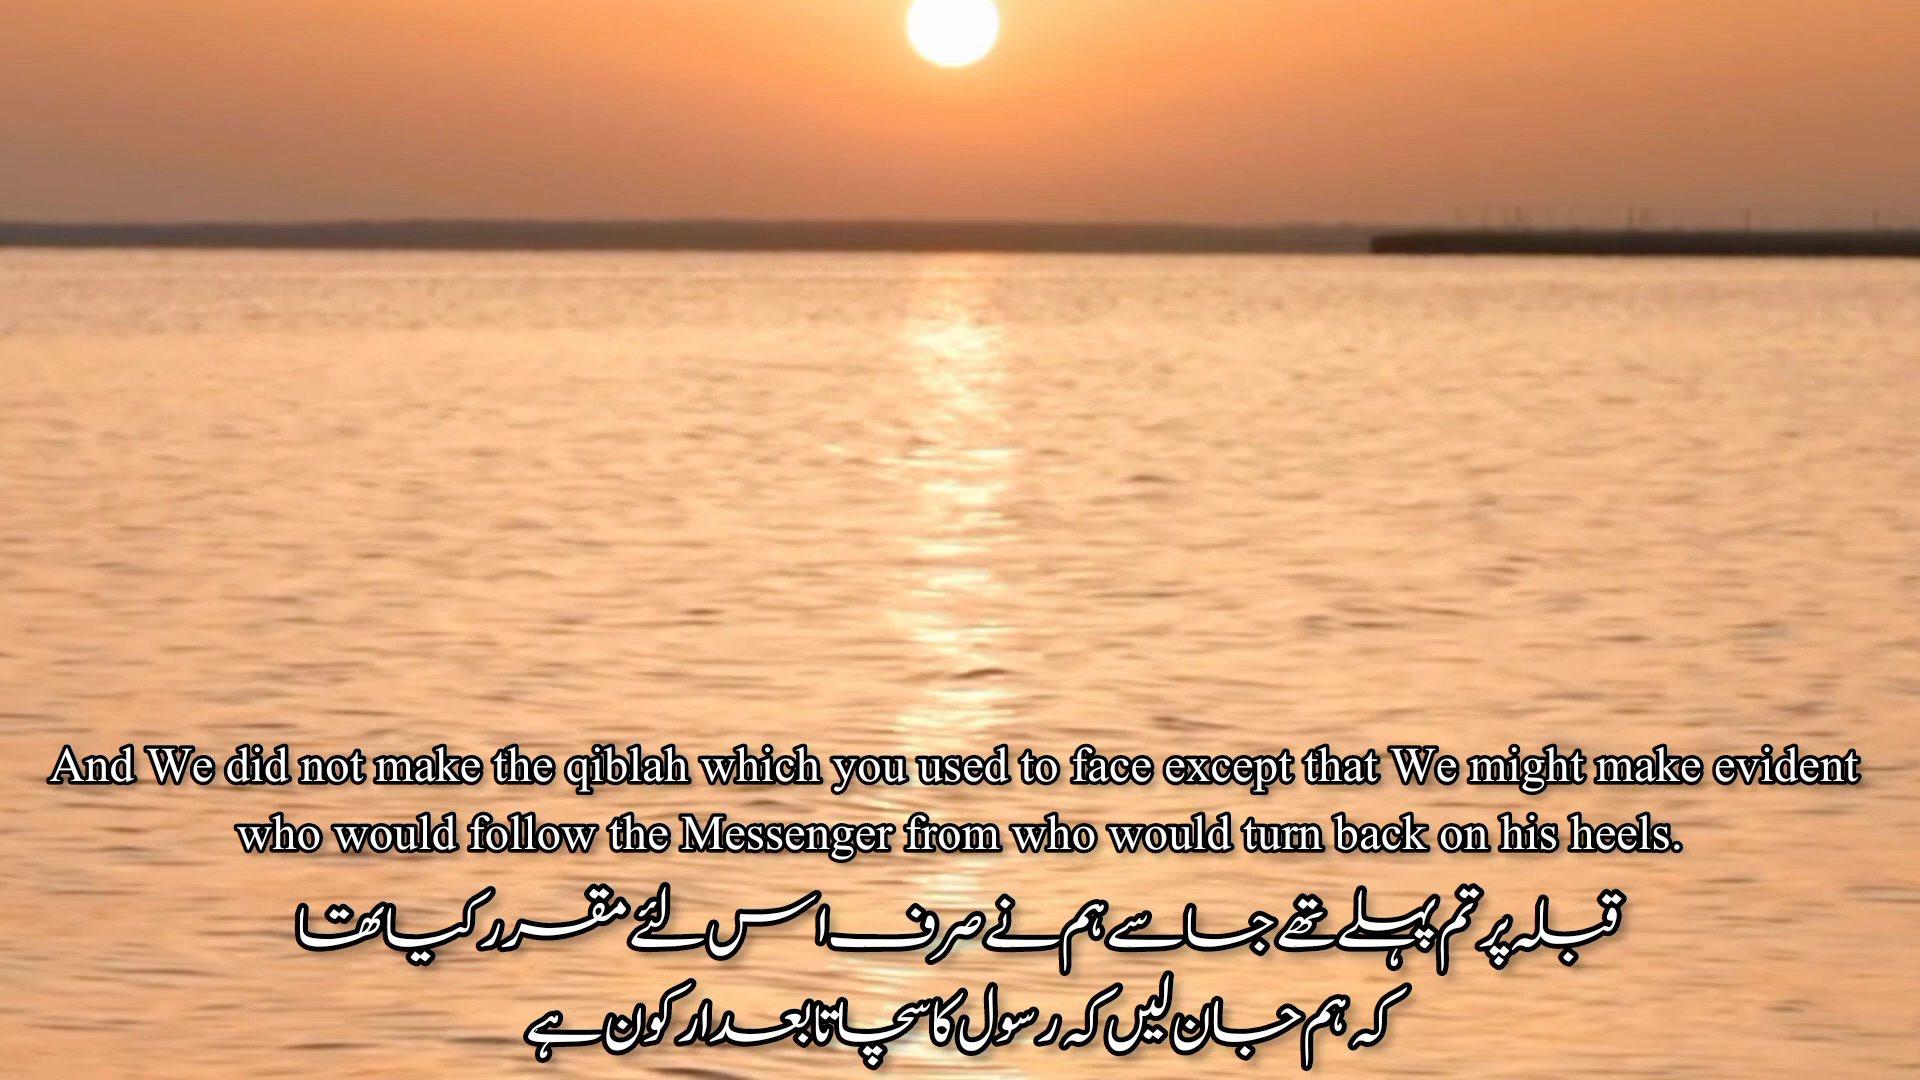 And We did not make the qiblah which you used to face except that We might make evident
who would follow the Messenger from who would turn back on his heels.
قبلہ پر تم پہلے تھے جا سے ہم نے صرف اس لئے مقرر کیا تھا
کہ ہم جان لیں کہ رسول کا سچا تابعدار کون ہے